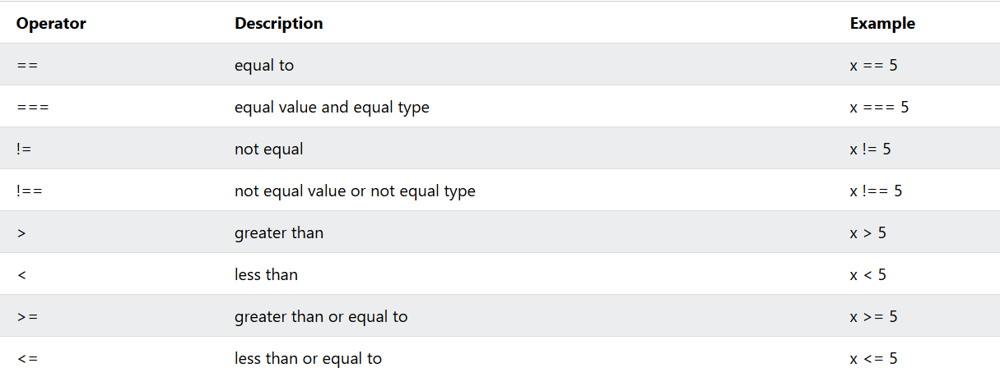 Operator Description Example
== equal to x == 5
=== equal value and equal type x === 5
!= not equal x != 5
!== not equal value or not equal type x !== 5
> greater than x > 5
< less than x < 5
>= greater than or equal to x >= 5
<= less than or equal to x <= 5